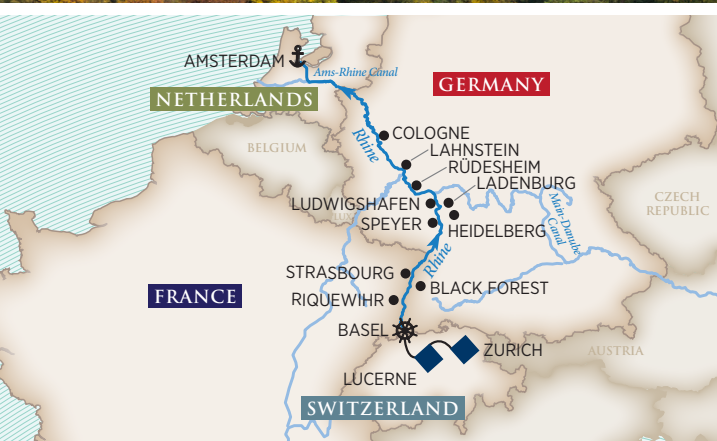 AMSTERDAM
Ams-Rhine Canal
GERMANY
NETHERLANDS
COLOGNE
Rhine
BELGIUM
LAHNSTEIN
RÜDESHEIM
LADENBURG
CZECH
REPUBLIC
LUDWIGSHAFEN
Main-Danube
Canal
SPEYER
HEIDELBERG
Rhine
STRASBOURG
BLACK FOREST
FRANCE
RIQUEWIHR
BASEL
ZURICH
AUSTRIA
LUCERNE
SWITZERLAND